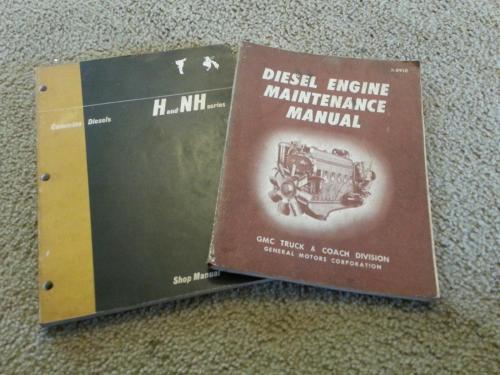 H and NH series
Cummins Diesels
Shop Manual
DIESEL ENGINE
MAINTENANCE
MANUAL
GMC TRUCK & COACH DIVISION
GENERAL MOTORS CORPORATION